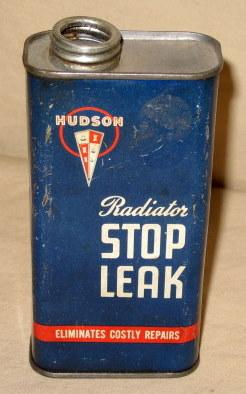 HUDSON
Radiator
STOP
LEAK
ELIMINATES COSTLY REPAIRS